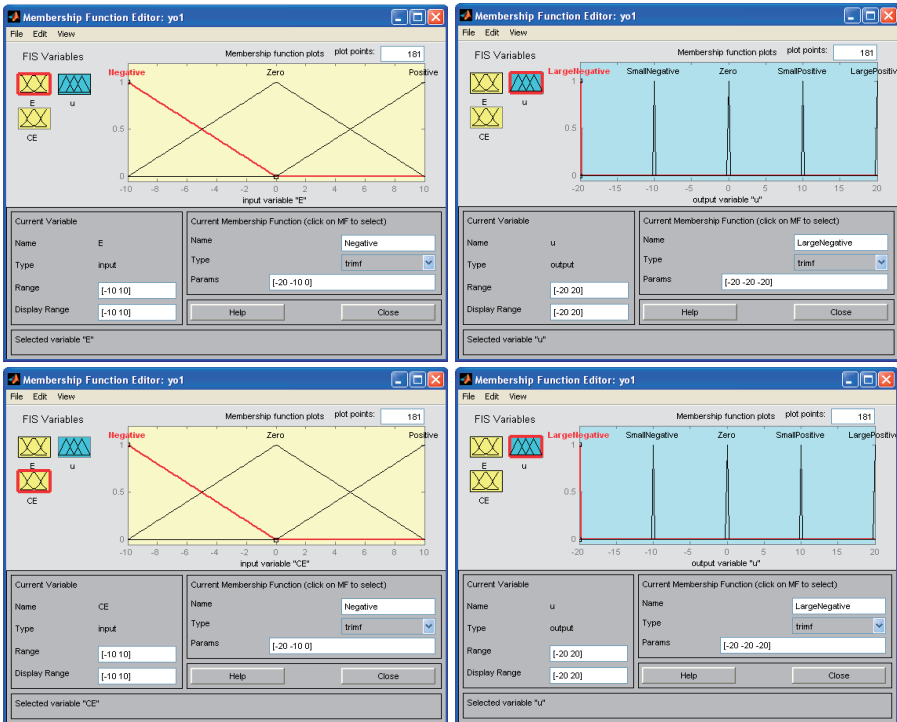 Membership Function Editor: yo1
File Edit View
FIS Variables
Membership function plots plot points: 181
E
u
CE
Negative Zero Positive
1
0.5
0
-10 -8 -6 -4 -2 0 2 4 6 8 10
input variable "E"
Current Variable
Name E
Type input
Range [-10 10]
Display Range [-10 10]
Current Membership Function (click on MF to select)
Name Negative
Type trimf
Params [-20 -10 0]
Help Close
Selected variable "E"
Membership Function Editor: yo1
File Edit View
FIS Variables
Membership function plots plot points: 181
E
u
CE
LargeNegative SmallNegative Zero SmallPositive LargePositive
1
0.5
0
-20 -15 -10 -5 0 5 10 15 20
output variable "u"
Current Variable
Name u
Type output
Range [-20 20]
Display Range [-20 20]
Current Membership Function (click on MF to select)
Name LargeNegative
Type trimf
Params [-20 -20 -20]
Help Close
Selected variable "u"
Membership Function Editor: yo1
File Edit View
FIS Variables
Membership function plots plot points: 181
E
u
CE
Negative Zero Positive
1
0.5
0
-10 -8 -6 -4 -2 0 2 4 6 8 10
input variable "CE"
Current Variable
Name CE
Type input
Range [-10 10]
Display Range [-10 10]
Current Membership Function (click on MF to select)
Name Negative
Type trimf
Params [-20 -10 0]
Help Close
Selected variable "CE"
Membership Function Editor: yo1
File Edit View
FIS Variables
Membership function plots plot points: 181
E
u
CE
LargeNegative SmallNegative Zero SmallPositive LargePositive
1
0.5
0
-20 -15 -10 -5 0 5 10 15 20
output variable "u"
Current Variable
Name u
Type output
Range [-20 20]
Display Range [-20 20]
Current Membership Function (click on MF to select)
Name LargeNegative
Type trimf
Params [-20 -20 -20]
Help Close
Selected variable "u"